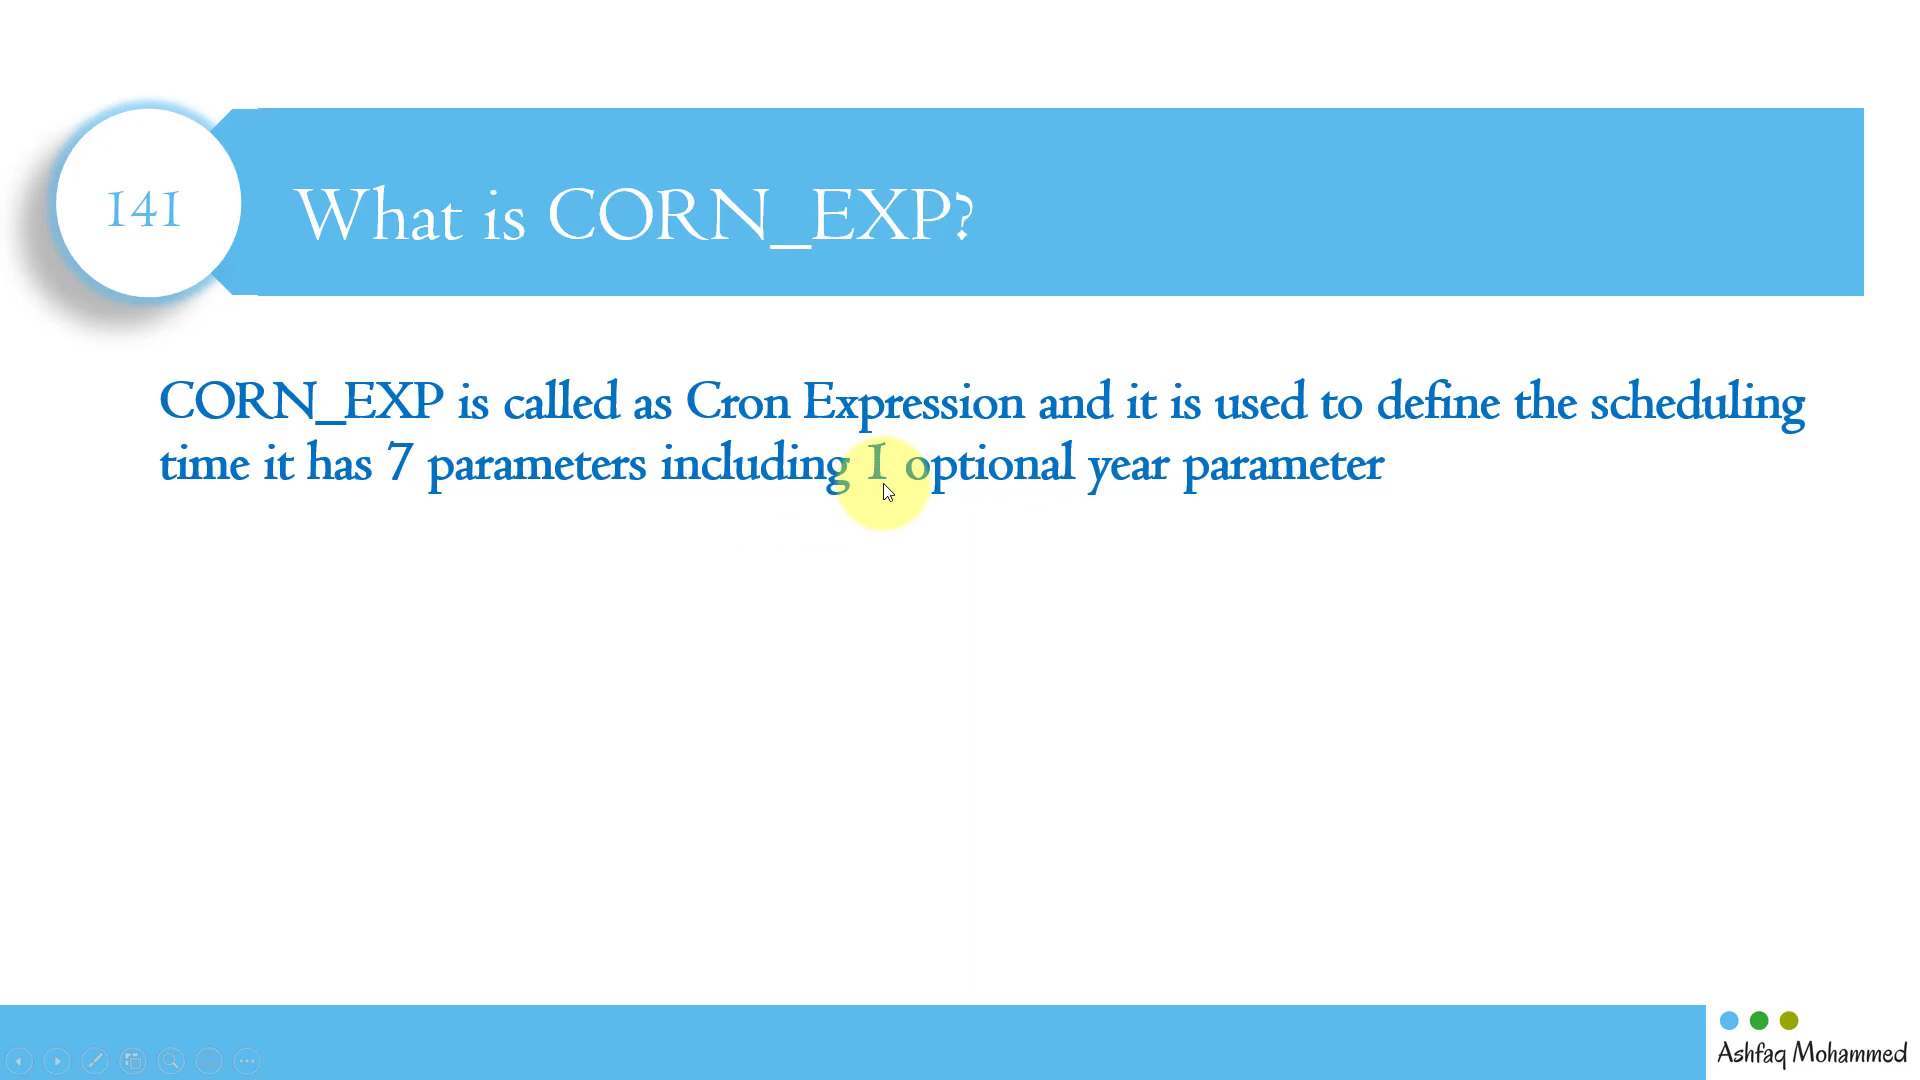 141
What is CORN_EXP?
CORN_EXP is called as Cron Expression and it is used to define the scheduling
time it has 7 parameters including 1 optional year parameter
Ashfaq Mohammed